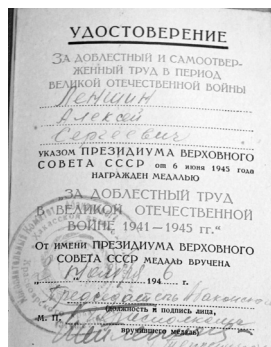 УДОСТОВЕРЕНИЕ
ЗА ДОБЛЕСТНЫЙ И САМООТВЕР-
ЖЕННЫЙ ТРУД В ПЕРИОД
ВЕЛИКОЙ ОТЕЧЕСТВЕННОЙ ВОЙНЫ
Леншин
Алексей
Сергеевич
УКАЗОМ ПРЕЗИДИУМА ВЕРХОВНОГО
СОВЕТА СССР от 6 июня 1945 года
НАГРАЖДЕН МЕДАЛЬЮ
„ЗА ДОБЛЕСТНЫЙ ТРУД
В ВЕЛИКОЙ ОТЕЧЕСТВЕННОЙ
ВОЙНЕ 1941—1945 гг.“
От имени ПРЕЗИДИУМА ВЕРХОВНОГО
СОВЕТА СССР МЕДАЛЬ ВРУЧЕНА
194 6 г.
(должность и подпись лица,
М. П.
вручившего медаль)